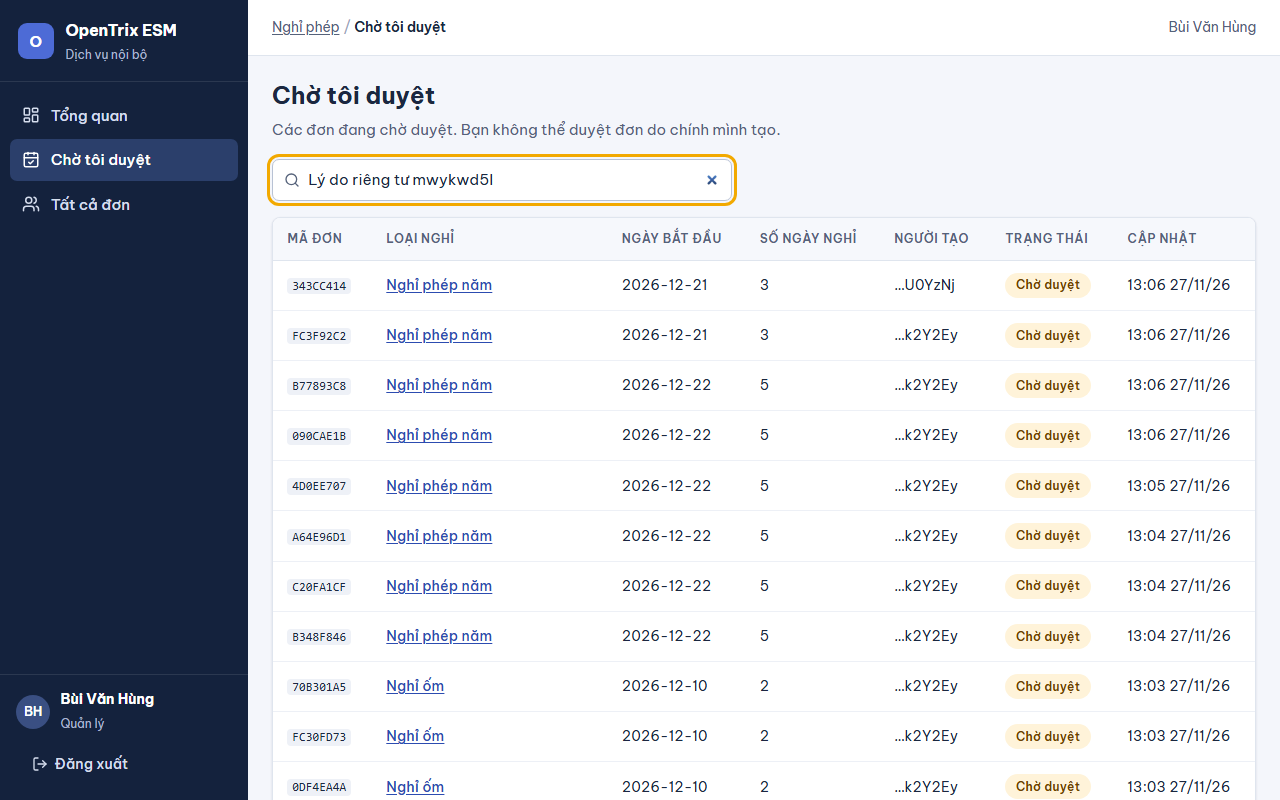 OpenTrix ESM
Dịch vụ nội bộ
Tổng quan
Chờ tôi duyệt
Tất cả đơn
BH
Bùi Văn Hùng
Quản lý
Đăng xuất
Nghỉ phép / Chờ tôi duyệt
Bùi Văn Hùng
Chờ tôi duyệt
Các đơn đang chờ duyệt. Bạn không thể duyệt đơn do chính mình tạo.
Lý do riêng tư mwykwd5l
MÃ ĐƠN LOẠI NGHỈ NGÀY BẮT ĐẦU SỐ NGÀY NGHỈ NGƯỜI TẠO TRẠNG THÁI CẬP NHẬT
343CC414 Nghỉ phép năm 2026-12-21 3 …U0YzNj Chờ duyệt 13:06 27/11/26
FC3F92C2 Nghỉ phép năm 2026-12-21 3 …k2Y2Ey Chờ duyệt 13:06 27/11/26
B77893C8 Nghỉ phép năm 2026-12-22 5 …k2Y2Ey Chờ duyệt 13:06 27/11/26
090CAE1B Nghỉ phép năm 2026-12-22 5 …k2Y2Ey Chờ duyệt 13:06 27/11/26
4D0EE707 Nghỉ phép năm 2026-12-22 5 …k2Y2Ey Chờ duyệt 13:05 27/11/26
A64E96D1 Nghỉ phép năm 2026-12-22 5 …k2Y2Ey Chờ duyệt 13:04 27/11/26
C20FA1CF Nghỉ phép năm 2026-12-22 5 …k2Y2Ey Chờ duyệt 13:04 27/11/26
B348F846 Nghỉ phép năm 2026-12-22 5 …k2Y2Ey Chờ duyệt 13:04 27/11/26
70B301A5 Nghỉ ốm 2026-12-10 2 …k2Y2Ey Chờ duyệt 13:03 27/11/26
FC30FD73 Nghỉ ốm 2026-12-10 2 …k2Y2Ey Chờ duyệt 13:03 27/11/26
0DF4EA4A Nghỉ ốm 2026-12-10 2 …k2Y2Ey Chờ duyệt 13:03 27/11/26